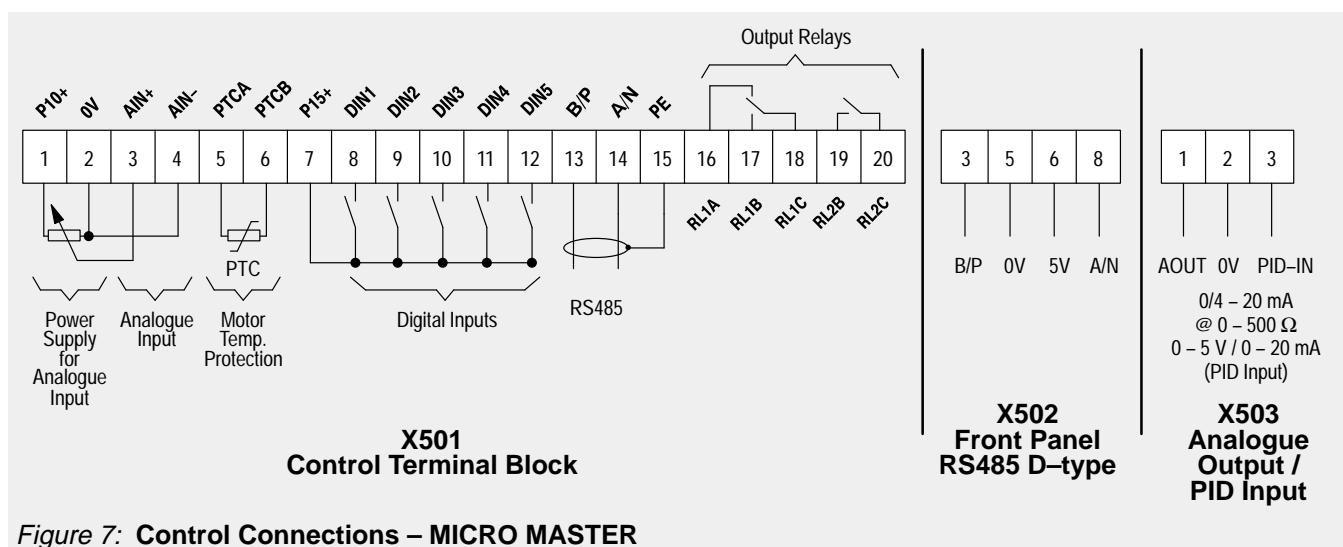 Output Relays
P10+ 0V AIN+ AIN– PTCA PTCB P15+ DIN1 DIN2 DIN3 DIN4 DIN5 B/P A/N PE
1 2 3 4 5 6 7 8 9 10 11 12 13 14 15 16 17 18 19 20
RL1A RL1B RL1C RL2B RL2C
PTC
Power
Supply
for
Analogue
Input
Analogue
Input
Motor
Temp.
Protection
Digital Inputs
RS485
X501
Control Terminal Block
3 5 6 8
B/P 0V 5V A/N
X502
Front Panel
RS485 D–type
1 2 3
AOUT 0V PID–IN
0/4 – 20 mA
@ 0 – 500 Ω
0 – 5 V / 0 – 20 mA
(PID Input)
X503
Analogue
Output /
PID Input
Figure 7: Control Connections – MICRO MASTER